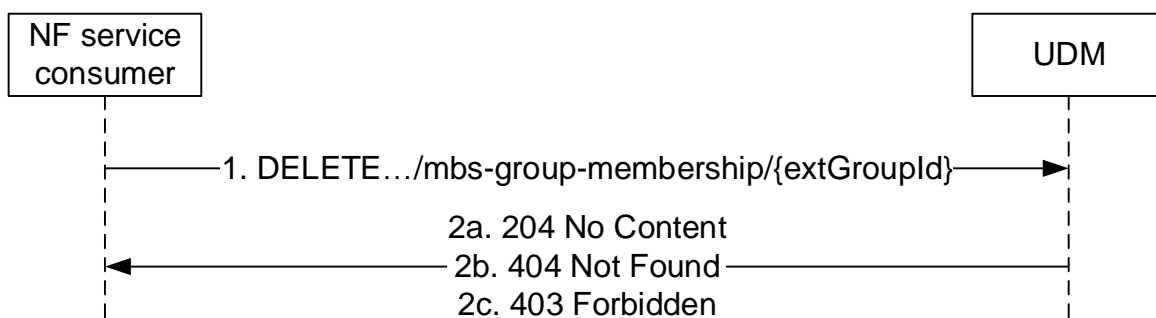 NF service
consumer
UDM
1. DELETE…/mbs-group-membership/{extGroupId}
2a. 204 No Content
2b. 404 Not Found
2c. 403 Forbidden